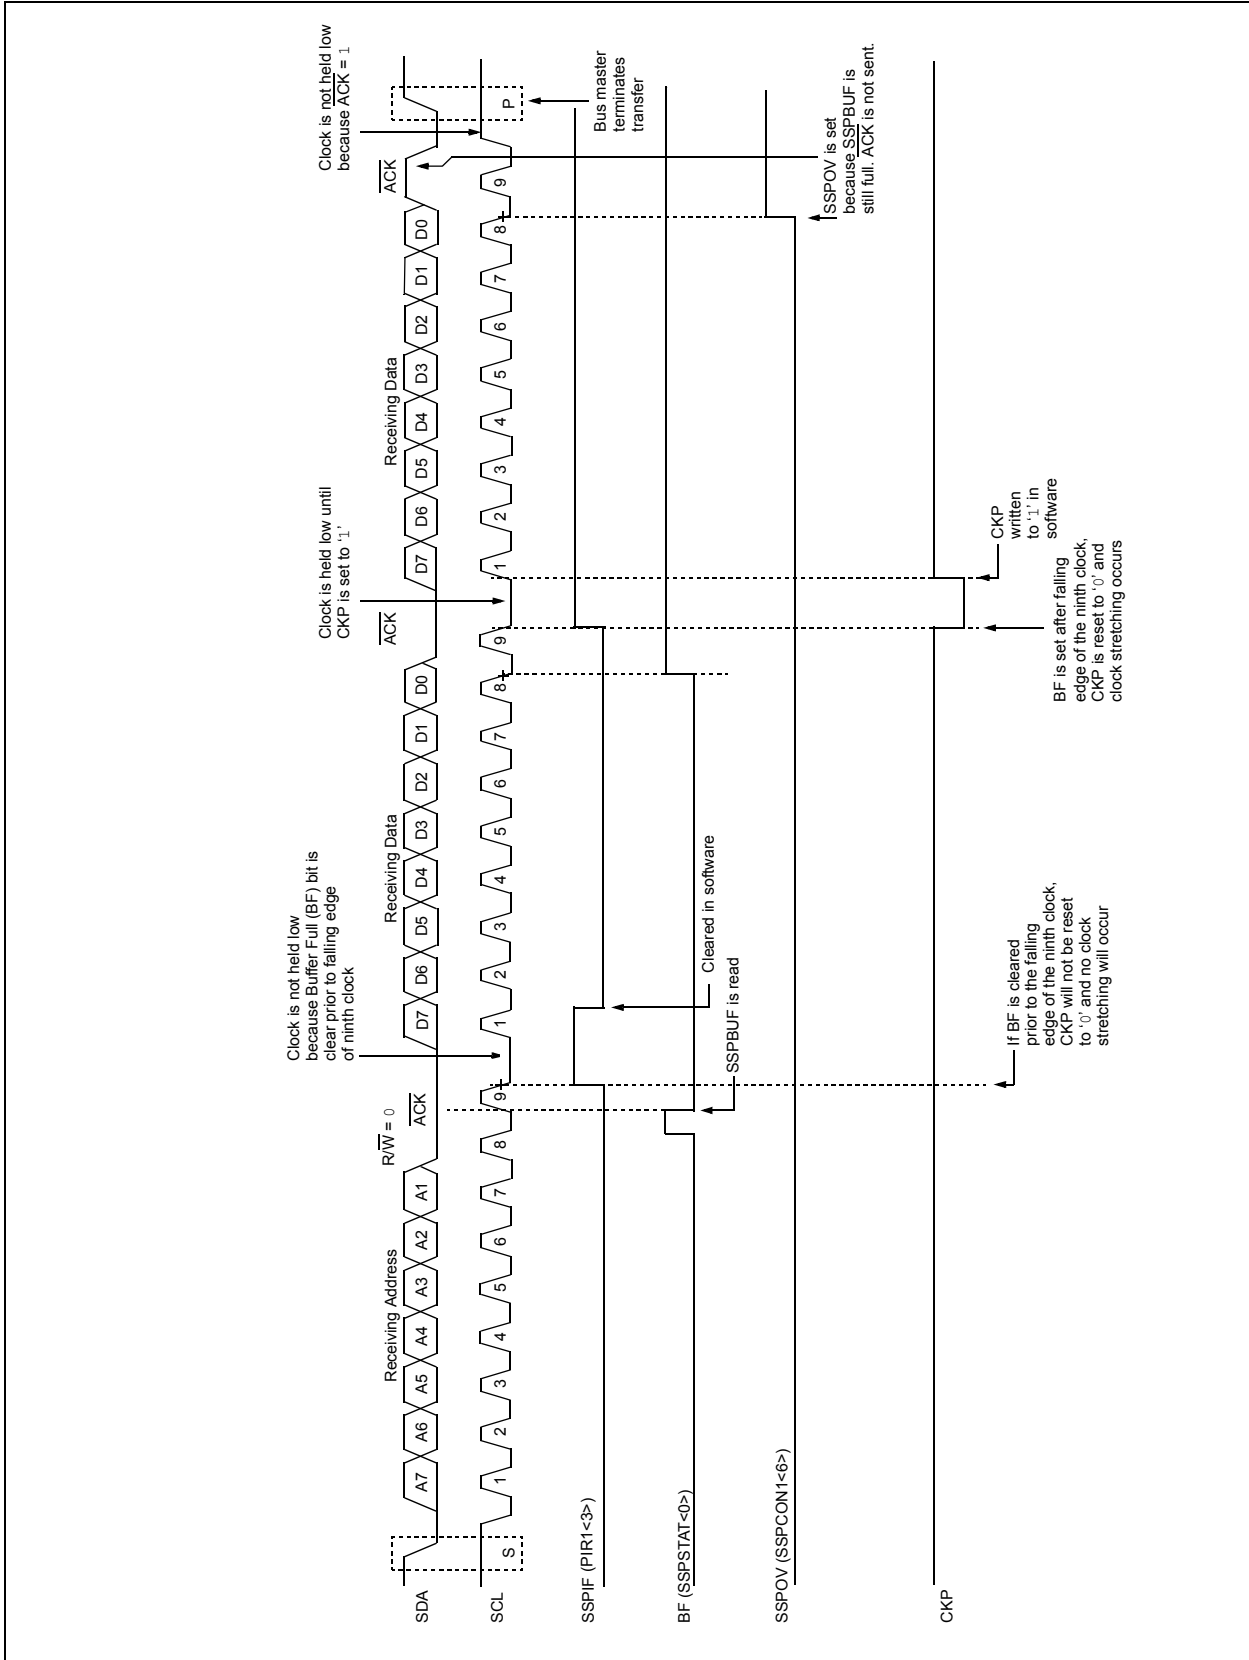 Clock is not held low
because Buffer Full (BF) bit is
clear prior to falling edge
of ninth clock
Clock is held low until
CKP is set to ‘1’
Clock is not held low
because ACK = 1
R/W = 0
Receiving Address
ACK
Receiving Data
ACK
Receiving Data
ACK
SDA
A7 A6 A5 A4 A3 A2 A1
D7 D6 D5 D4 D3 D2 D1 D0
D7 D6 D5 D4 D3 D2 D1 D0
SCL
S
1 2 3 4 5 6 7 8 9
1 2 3 4 5 6 7 8 9
1 2 3 4 5 6 7 8 9
P
SSPIF (PIR1<3>)
Bus master
terminates
transfer
BF (SSPSTAT<0>)
Cleared in software
SSPBUF is read
SSPOV (SSPCON1<6>)
SSPOV is set
because SSPBUF is
still full. ACK is not sent.
CKP
CKP
written
to ‘1’ in
software
If BF is cleared
prior to the falling
edge of the ninth clock,
CKP will not be reset
to ‘0’ and no clock
stretching will occur
BF is set after falling
edge of the ninth clock,
CKP is reset to ‘0’ and
clock stretching occurs